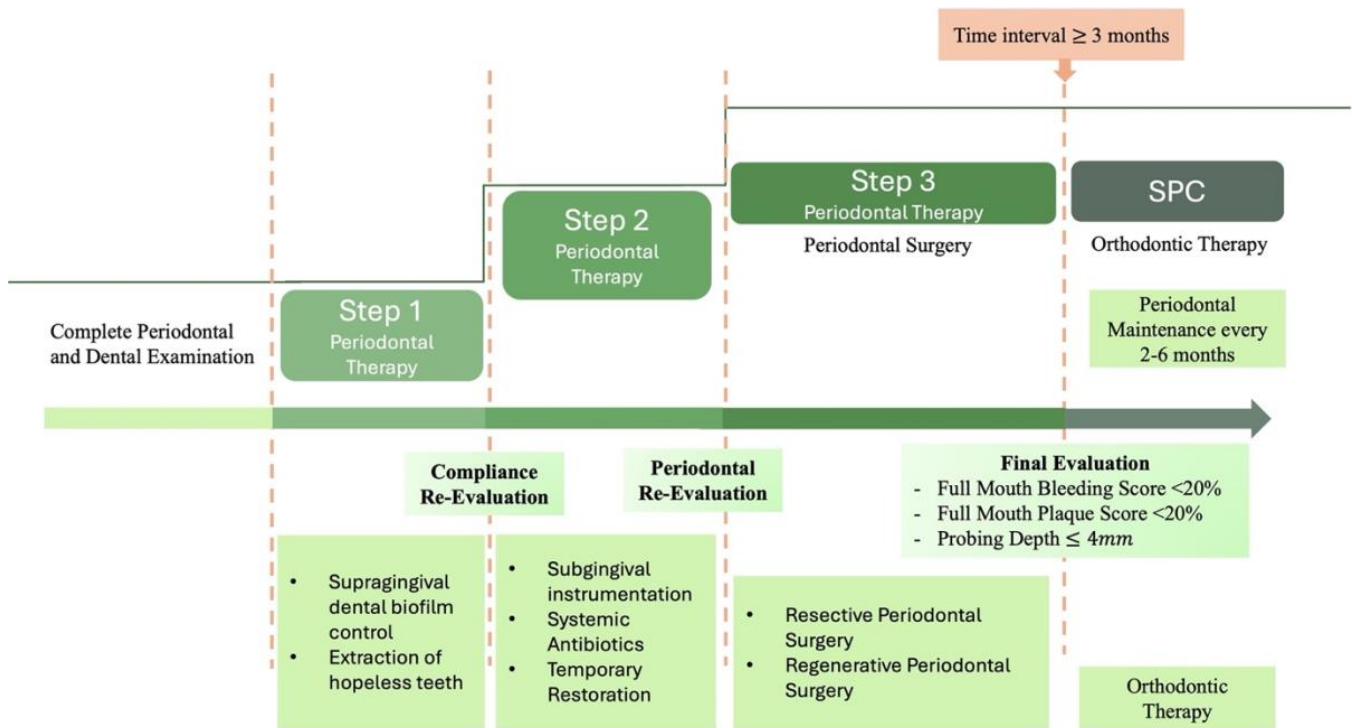 Time interval ≥ 3 months
Step 3
Periodontal Therapy
Periodontal Surgery
SPC
Orthodontic Therapy
Step 2
Periodontal
Therapy
Periodontal
Maintenance every
2-6 months
Step 1
Periodontal
Therapy
Complete Periodontal
and Dental Examination
Compliance
Re-Evaluation
Periodontal
Re-Evaluation
Final Evaluation
- Full Mouth Bleeding Score <20%
- Full Mouth Plaque Score <20%
- Probing Depth ≤ 4mm
• Supragingival
dental biofilm
control
• Extraction of
hopeless teeth
• Subgingival
instrumentation
• Systemic
Antibiotics
• Temporary
Restoration
• Resective Periodontal
Surgery
• Regenerative Periodontal
Surgery
Orthodontic
Therapy